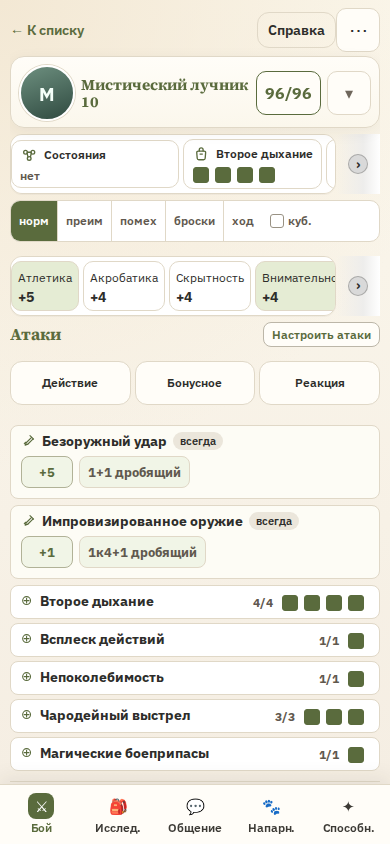 ← К списку
Справка
...
М
Мистический лучник
10
96/96
▼
Состояния
нет
Второе дыхание
›
норм
преим
помех
броски
ход
куб.
Атлетика
+5
Акробатика
+4
Скрытность
+4
Внимательно
+4
›
Атаки
Настроить атаки
Действие
Бонусное
Реакция
Безоружный удар
всегда
+5
1+1 дробящий
Импровизированное оружие
всегда
+1
1к4+1 дробящий
Второе дыхание
4/4
Всплеск действий
1/1
Непоколебимость
1/1
Чародейный выстрел
3/3
Магические боеприпасы
1/1
Бой
Исслед.
Общение
Напарн.
Способн.